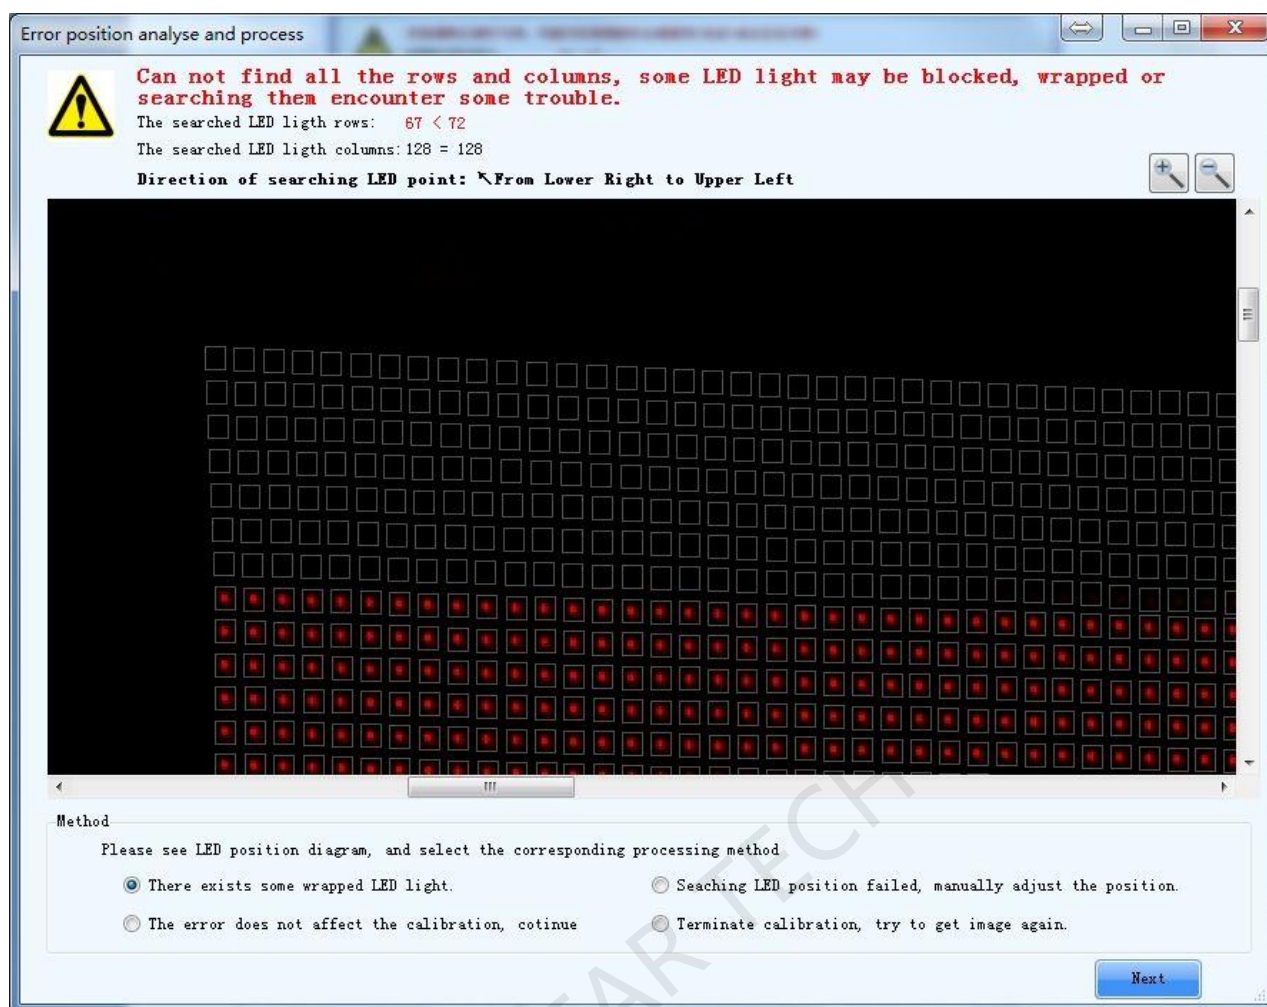 Error position analyse and process
Can not find all the rows and columns, some LED light may be blocked, wrapped or
searching them encounter some trouble.
The searched LED ligth rows: 67 < 72
The searched LED ligth columns: 128 = 128
Direction of searching LED point: ↖From Lower Right to Upper Left
Method
Please see LED position diagram, and select the corresponding processing method
There exists some wrapped LED light.
Seaching LED position failed, manually adjust the position.
The error does not affect the calibration, cotinue
Terminate calibration, try to get image again.
Next
TECH